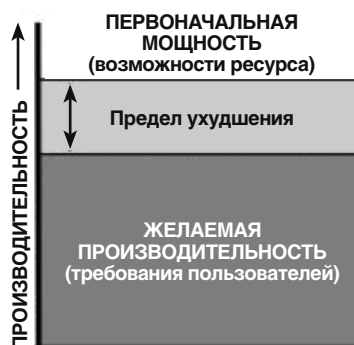 ПЕРВОНАЧАЛЬНАЯ
МОЩНОСТЬ
(возможности ресурса)
Предел ухудшения
ЖЕЛАЕМАЯ
ПРОИЗВОДИТЕЛЬНОСТЬ
(требования пользователей)
ПРОИЗВОДИТЕЛЬНОСТЬ